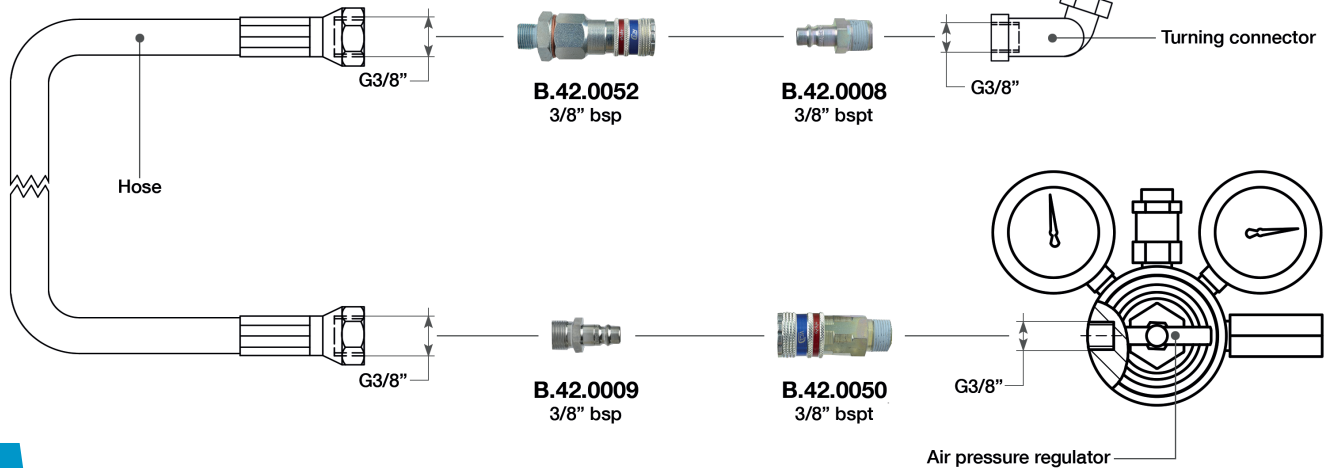 Turning connector
G3/8”
G3/8”
B.42.0052
3/8” bsp
B.42.0008
3/8” bspt
Hose
G3/8”
G3/8”
B.42.0009
3/8” bsp
B.42.0050
3/8” bspt
Air pressure regulator